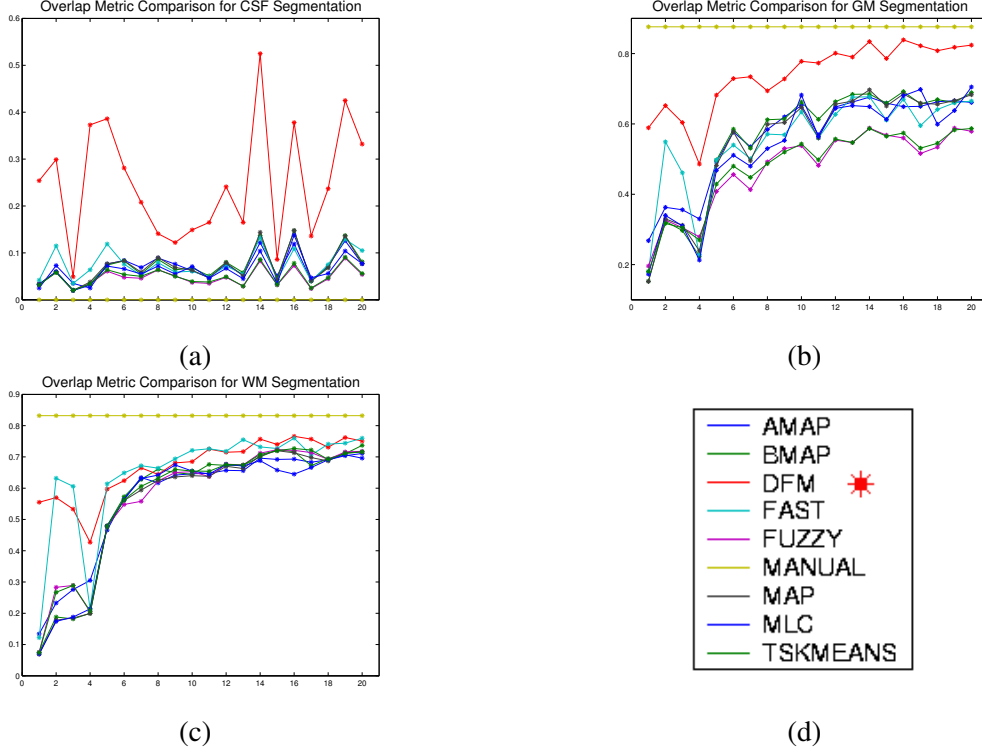 Overlap Metric Comparison for CSF Segmentation
0.6
0.5
0.4
0.3
0.2
0.1
0
0 2 4 6 8 10 12 14 16 18 20
(a)
Overlap Metric Comparison for GM Segmentation
0.8
0.6
0.4
0.2
0 2 4 6 8 10 12 14 16 18 20
(b)
Overlap Metric Comparison for WM Segmentation
0.9
0.8
0.7
0.6
0.5
0.4
0.3
0.2
0.1
0
0 2 4 6 8 10 12 14 16 18 20
(c)
AMAP
BMAP
DFM
FAST
FUZZY
MANUAL
MAP
MLC
TSKMEANS
(d)